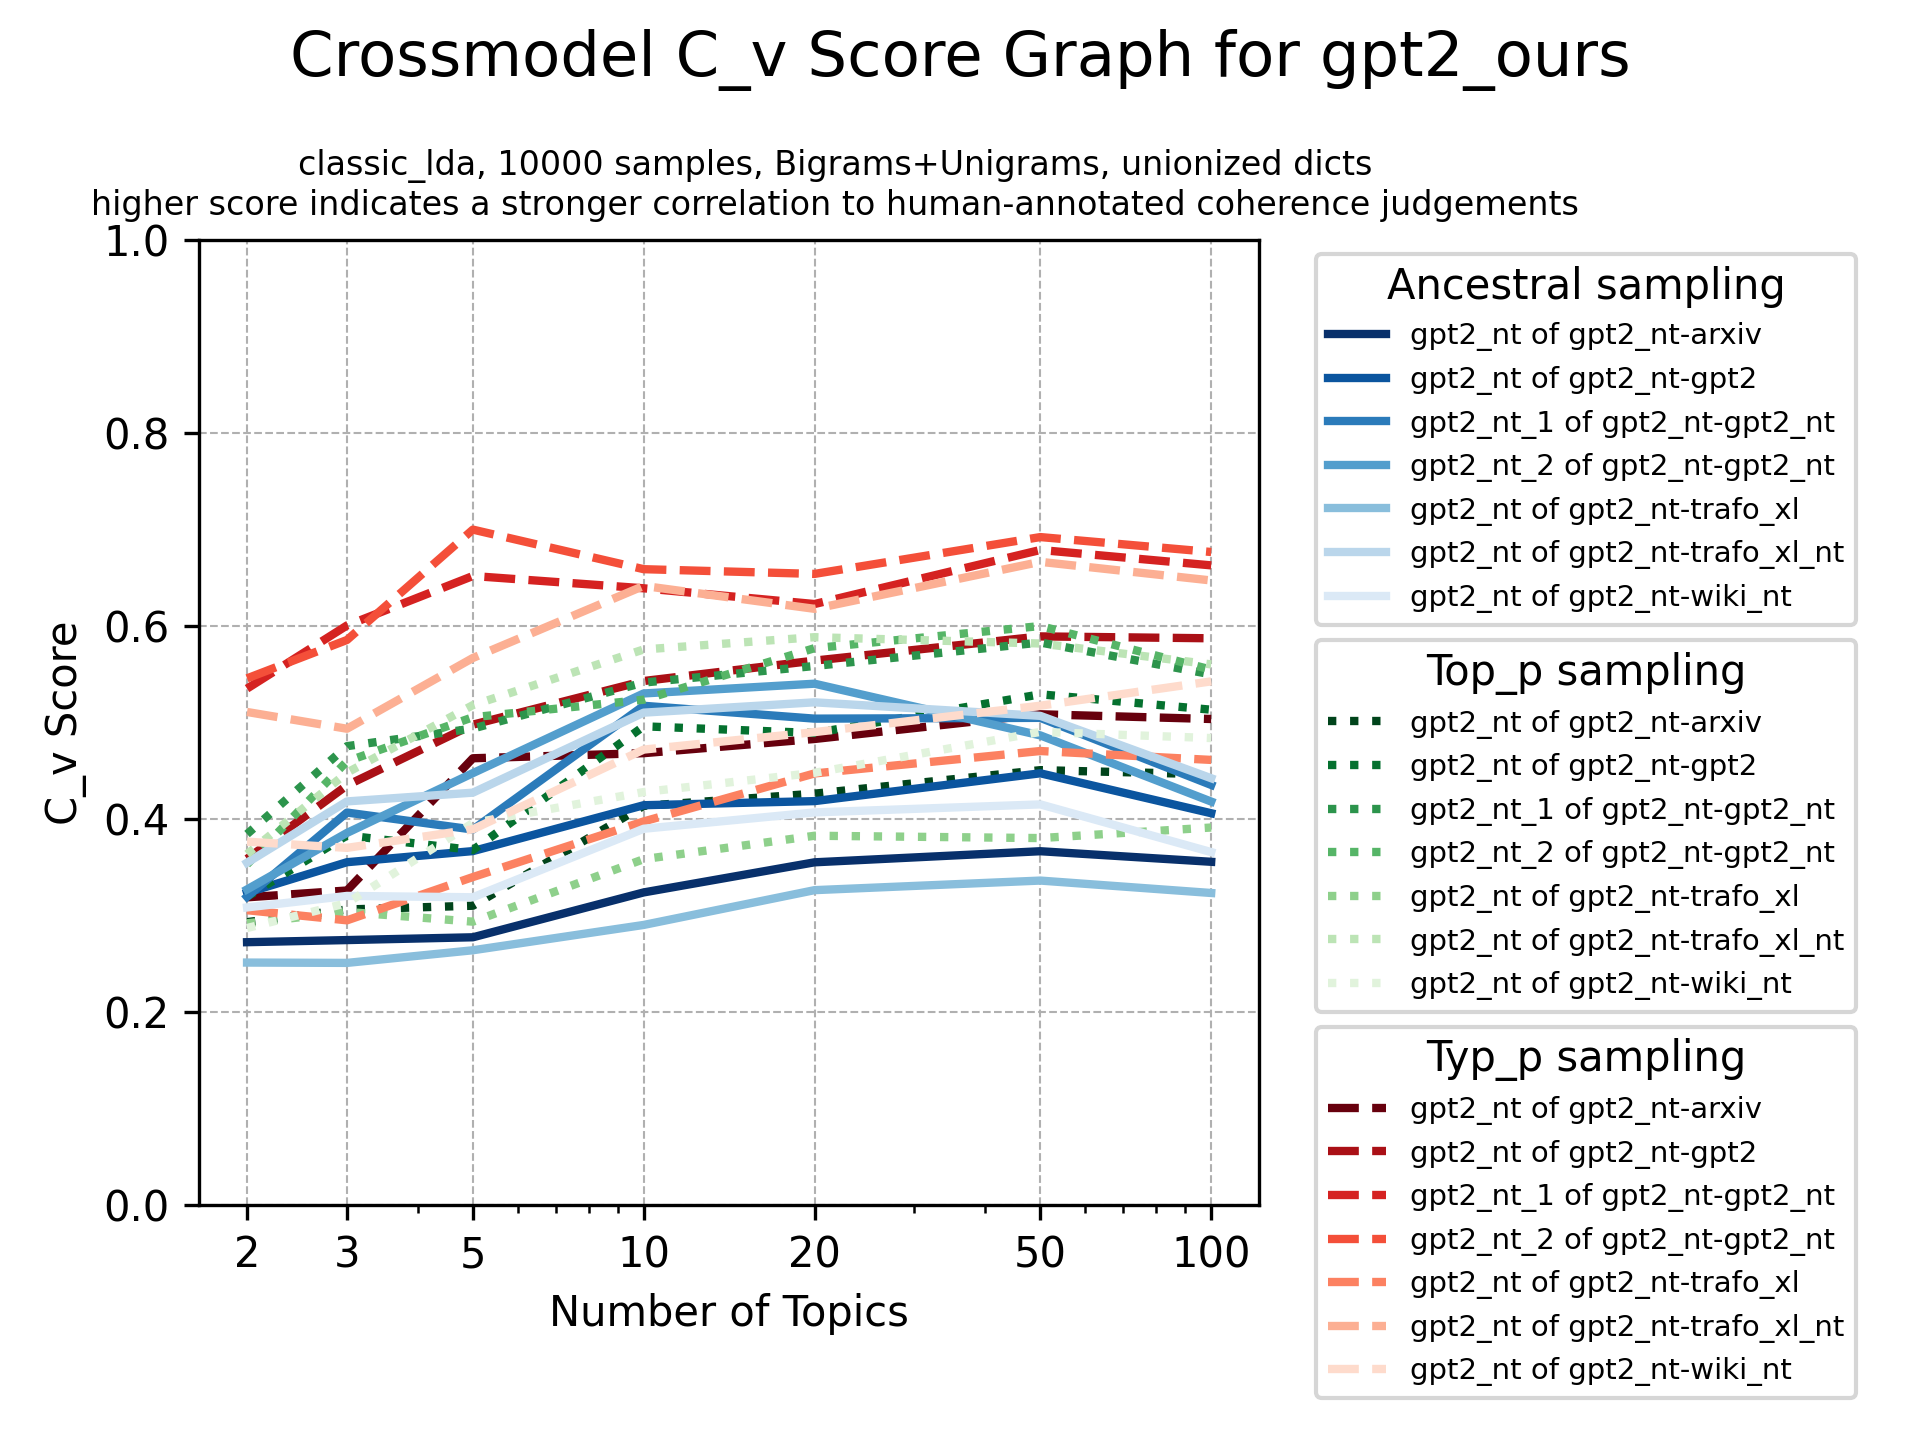 Crossmodel C_v Score Graph for gpt2_ours
classic_lda, 10000 samples, Bigrams+Unigrams, unionized dicts
higher score indicates a stronger correlation to human-annotated coherence judgements
C_v Score
1.0
0.8
0.6
0.4
0.2
0.0
2 3 5 10 20 50 100
Number of Topics
Ancestral sampling
gpt2_nt of gpt2_nt-arxiv
gpt2_nt of gpt2_nt-gpt2
gpt2_nt_1 of gpt2_nt-gpt2_nt
gpt2_nt_2 of gpt2_nt-gpt2_nt
gpt2_nt of gpt2_nt-trafo_xl
gpt2_nt of gpt2_nt-trafo_xl_nt
gpt2_nt of gpt2_nt-wiki_nt
Top_p sampling
gpt2_nt of gpt2_nt-arxiv
gpt2_nt of gpt2_nt-gpt2
gpt2_nt_1 of gpt2_nt-gpt2_nt
gpt2_nt_2 of gpt2_nt-gpt2_nt
gpt2_nt of gpt2_nt-trafo_xl
gpt2_nt of gpt2_nt-trafo_xl_nt
gpt2_nt of gpt2_nt-wiki_nt
Typ_p sampling
gpt2_nt of gpt2_nt-arxiv
gpt2_nt of gpt2_nt-gpt2
gpt2_nt_1 of gpt2_nt-gpt2_nt
gpt2_nt_2 of gpt2_nt-gpt2_nt
gpt2_nt of gpt2_nt-trafo_xl
gpt2_nt of gpt2_nt-trafo_xl_nt
gpt2_nt of gpt2_nt-wiki_nt